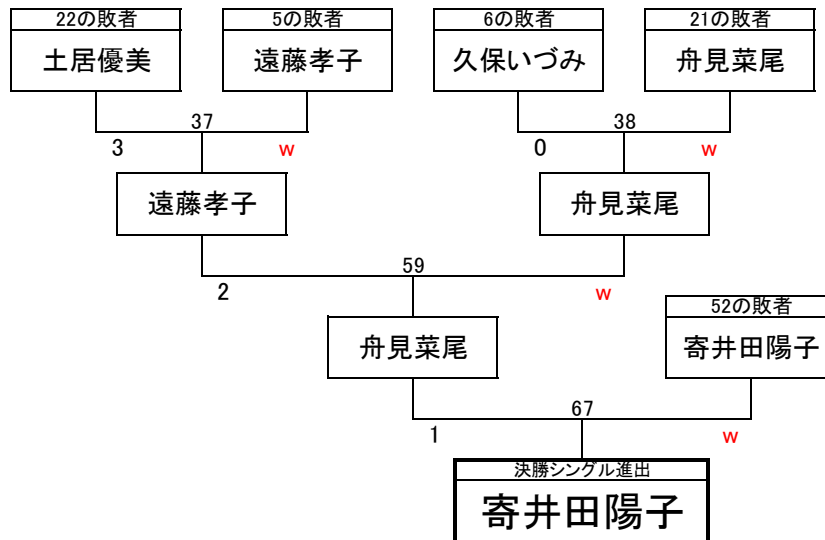 22の敗者 5の敗者 6の敗者 21の敗者
土居優美 遠藤孝子 久保いづみ 舟見菜尾
37 38
3 w 0 w
遠藤孝子 舟見菜尾
59
2 w
52の敗者
舟見菜尾 寄井田陽子
67
1 w
決勝シングル進出
寄井田陽子